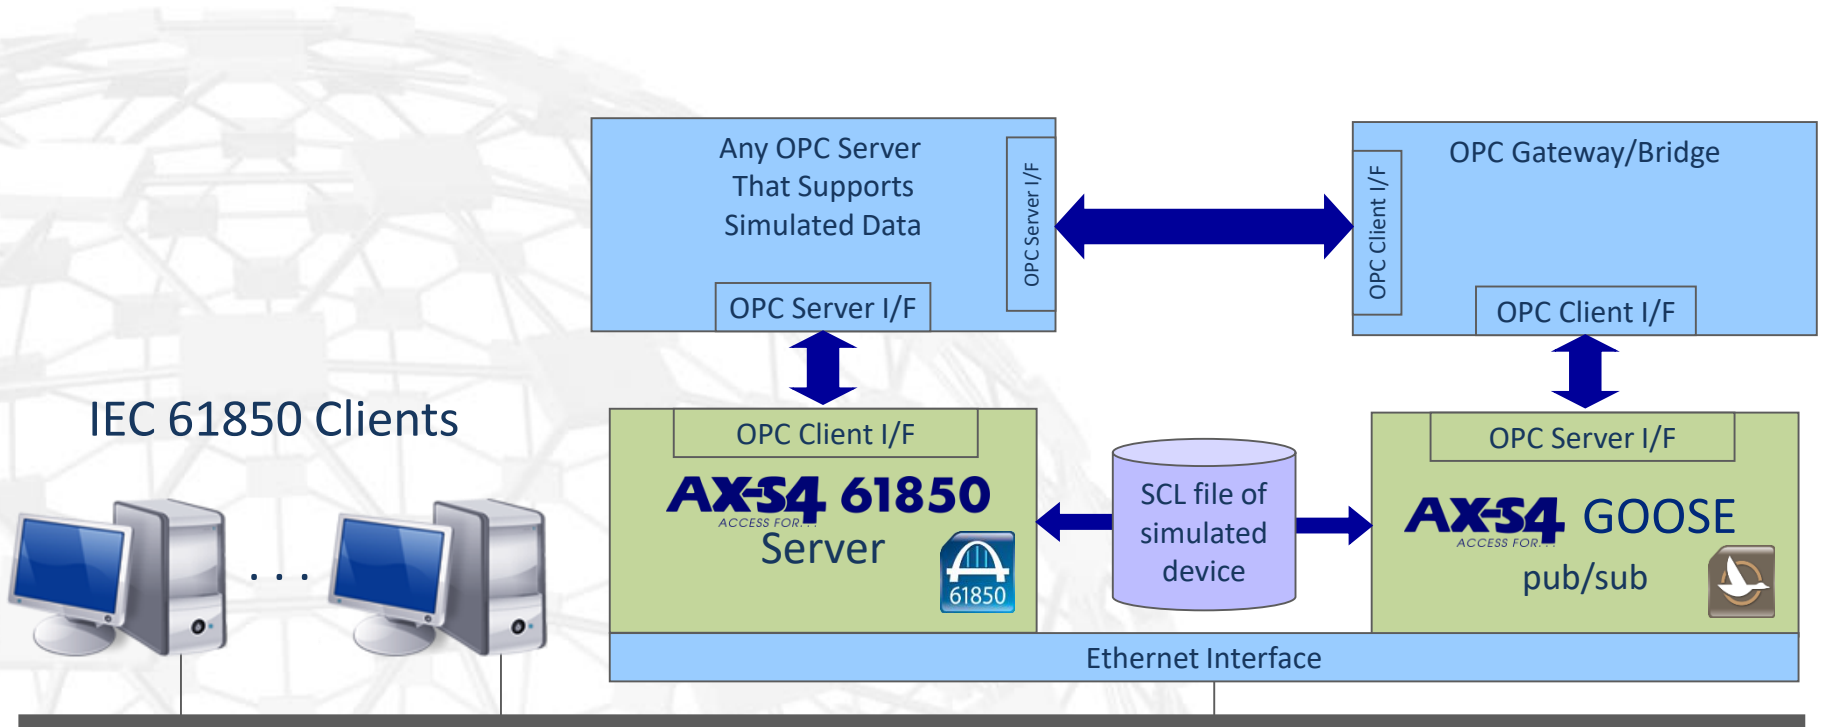 Any OPC Server
That Supports
Simulated Data
OPC Server I/F
OPC Server I/F
OPC Gateway/Bridge
OPC Client I/F
OPC Client I/F
IEC 61850 Clients
. . .
OPC Client I/F
AX-S4 61850
ACCESS FOR. . .
Server
61850
SCL file of
simulated
device
OPC Server I/F
AX-S4 GOOSE
ACCESS FOR. . .
pub/sub
Ethernet Interface